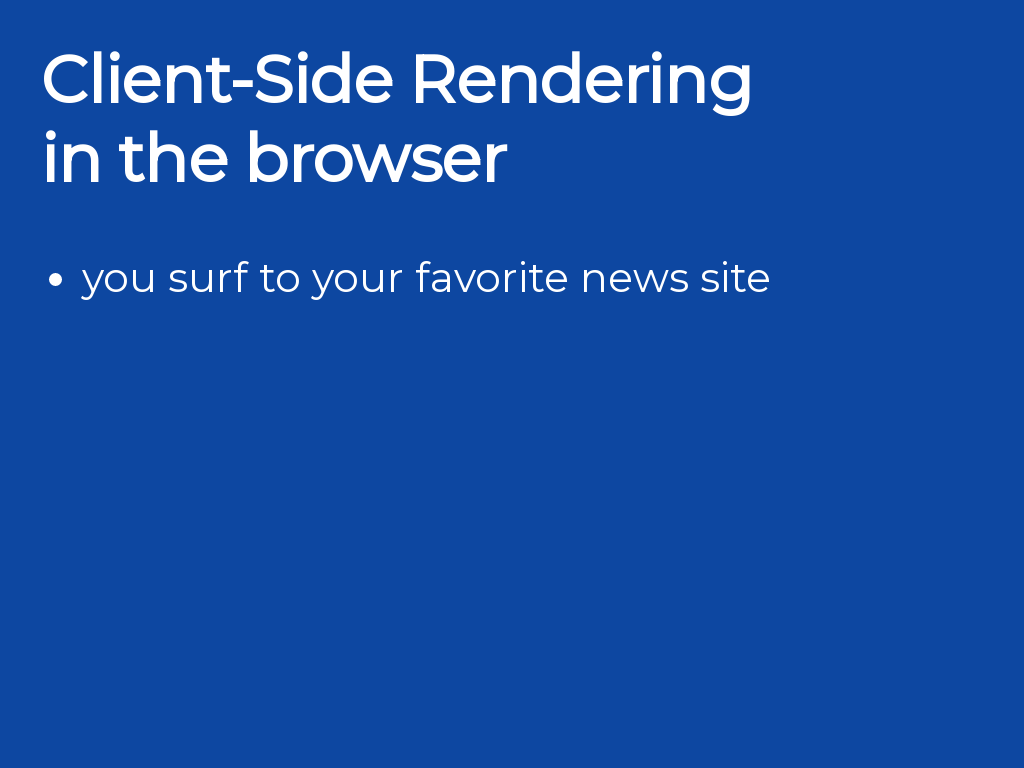 Client-Side Rendering
in the browser
• you surf to your favorite news site